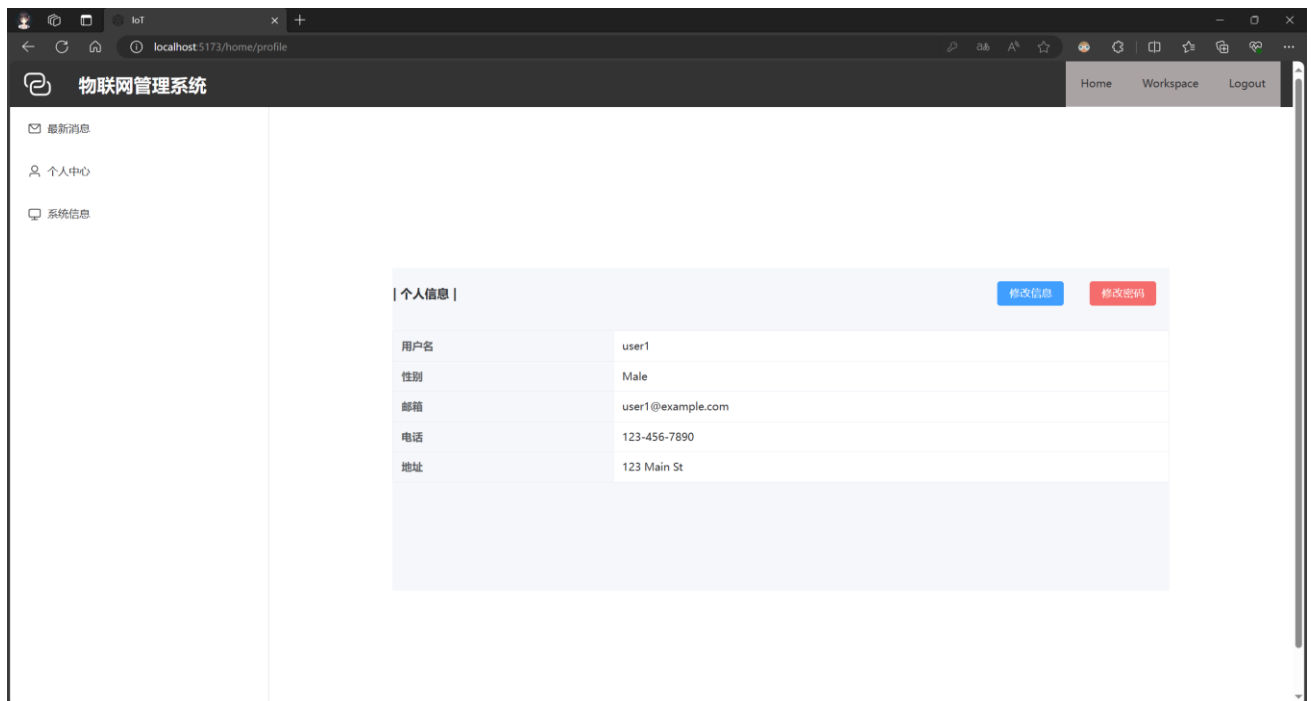 IoT
localhost:5173/home/profile
物联网管理系统
Home Workspace Logout
最新消息
个人中心
系统信息
| 个人信息 |
修改信息 修改密码
用户名 user1
性别 Male
邮箱 user1@example.com
电话 123-456-7890
地址 123 Main St